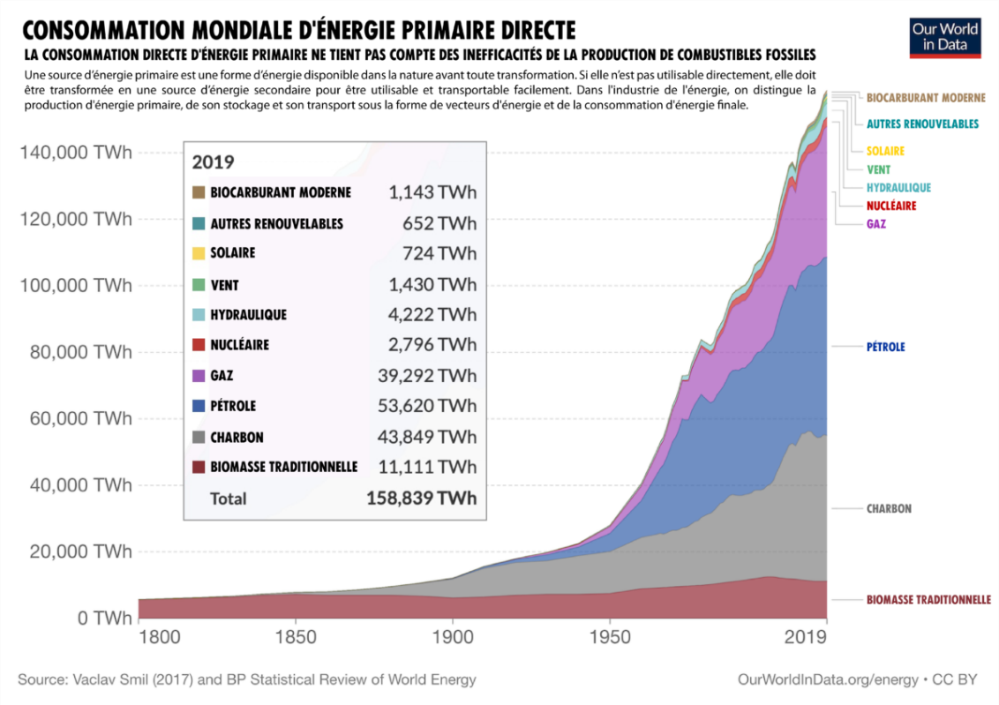 CONSOMMATION MONDIALE D'ÉNERGIE PRIMAIRE DIRECTE
LA CONSOMMATION DIRECTE D'ÉNERGIE PRIMAIRE NE TIENT PAS COMPTE DES INEFFICACITÉS DE LA PRODUCTION DE COMBUSTIBLES FOSSILES
Une source d'énergie primaire est une forme d'énergie disponible dans la nature avant toute transformation. Si elle n'est pas utilisable directement, elle doit
être transformée en une source d'énergie secondaire pour être utilisable et transportable facilement. Dans l'industrie de l'énergie, on distingue la
production d'énergie primaire, de son stockage et son transport sous la forme de vecteurs d'énergie et de la consommation d'énergie finale.
Our World
in Data
140,000 TWh
120,000 TWh
100,000 TWh
80,000 TWh
60,000 TWh
40,000 TWh
20,000 TWh
0 TWh
2019
BIOCARBURANT MODERNE 1,143 TWh
AUTRES RENOUVELABLES 652 TWh
SOLAIRE 724 TWh
VENT 1,430 TWh
HYDRAULIQUE 4,222 TWh
NUCLÉAIRE 2,796 TWh
GAZ 39,292 TWh
PÉTROLE 53,620 TWh
CHARBON 43,849 TWh
BIOMASSE TRADITIONNELLE 11,111 TWh
Total 158,839 TWh
BIOCARBURANT MODERNE
AUTRES RENOUVELABLES
SOLAIRE
VENT
HYDRAULIQUE
NUCLÉAIRE
GAZ
PÉTROLE
CHARBON
BIOMASSE TRADITIONNELLE
1800 1850 1900 1950 2019
Source: Vaclav Smil (2017) and BP Statistical Review of World Energy
OurWorldInData.org/energy • CC BY